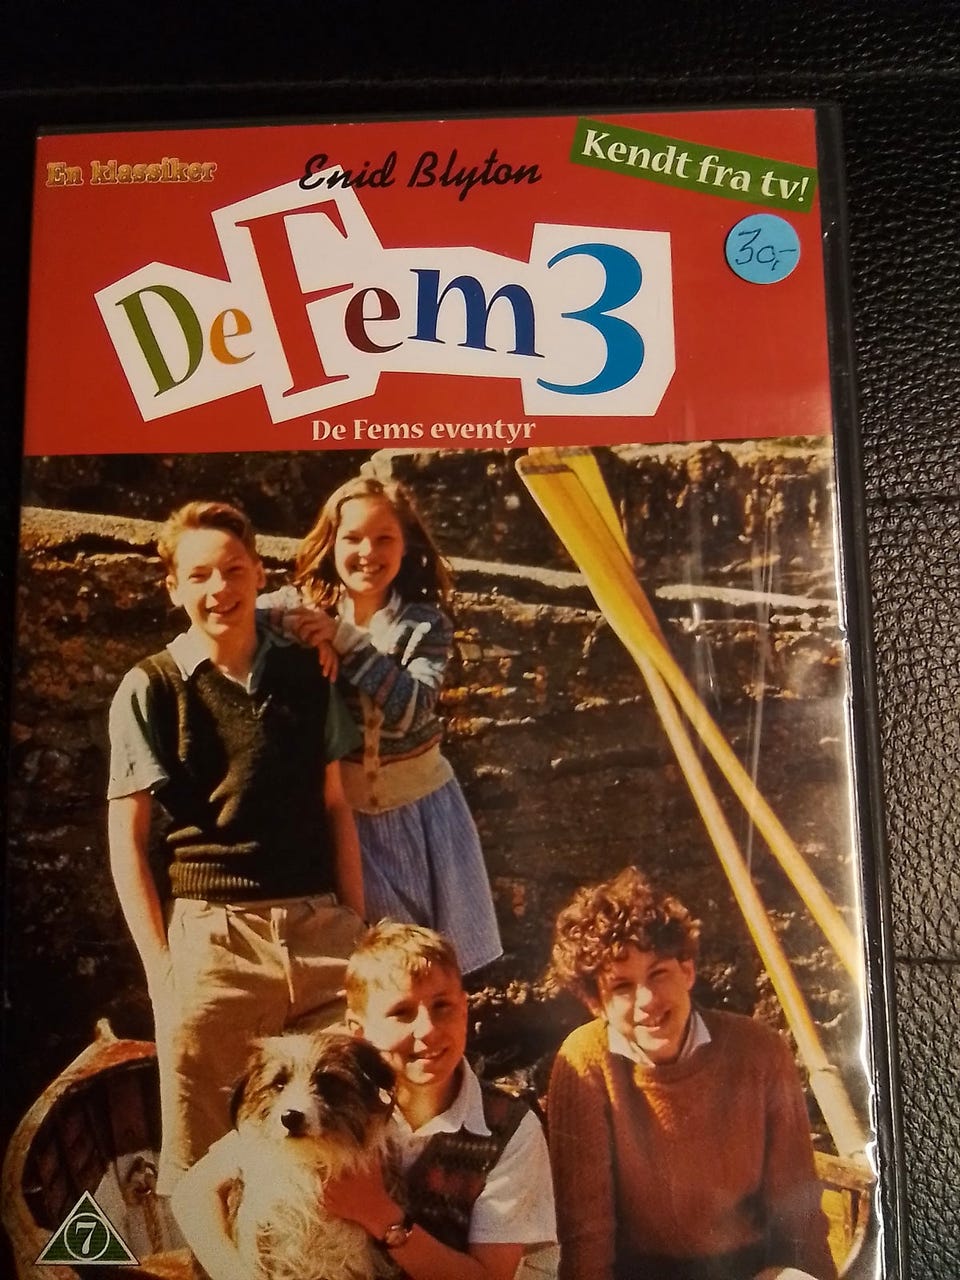 En klassiker
Enid Blyton
Kendt fra tv!
30,-
De Fem 3
De Fems eventyr
7